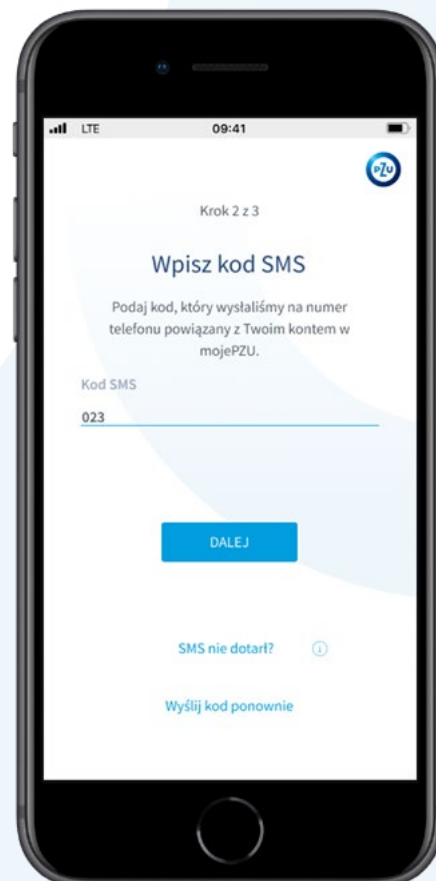 LTE 09:41
PZU
Krok 2 z 3
Wpisz kod SMS
Podaj kod, który wysłaliśmy na numer
telefonu powiązany z Twoim kontem w
mojePZU.
Kod SMS
023
DALEJ
SMS nie dotarł? i
Wyślij kod ponownie